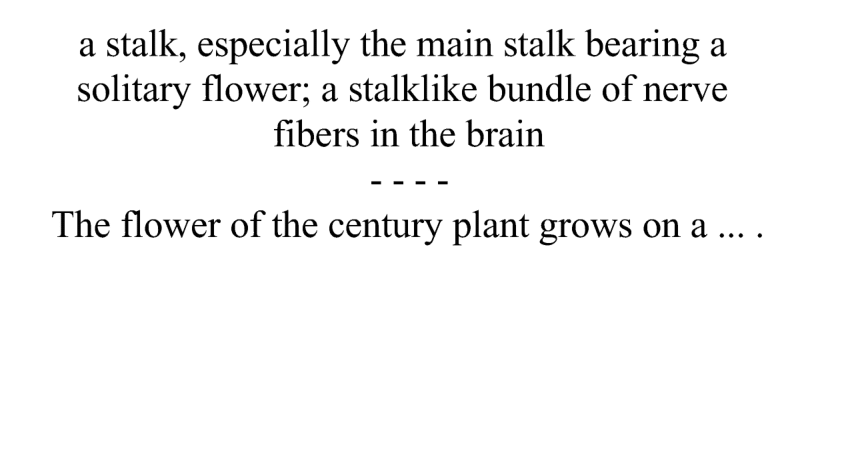 a stalk, especially the main stalk bearing a
solitary flower; a stalklike bundle of nerve
fibers in the brain
- - - -
The flower of the century plant grows on a ... .